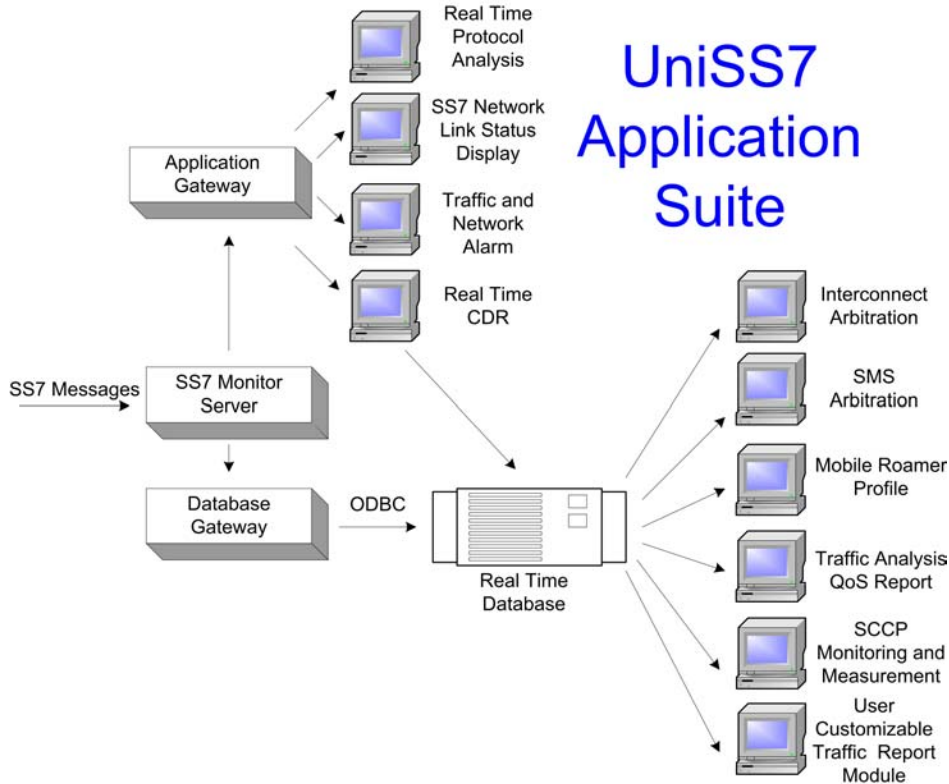 Real Time
Protocol
Analysis
UniSS7
Application
Suite
SS7 Network
Link Status
Display
Application
Gateway
Traffic and
Network
Alarm
Real Time
CDR
Interconnect
Arbitration
SS7 Messages
SS7 Monitor
Server
SMS
Arbitration
Mobile Roamer
Profile
Database
Gateway
ODBC
Real Time
Database
Traffic Analysis
QoS Report
SCCP
Monitoring and
Measurement
User
Customizable
Traffic Report
Module